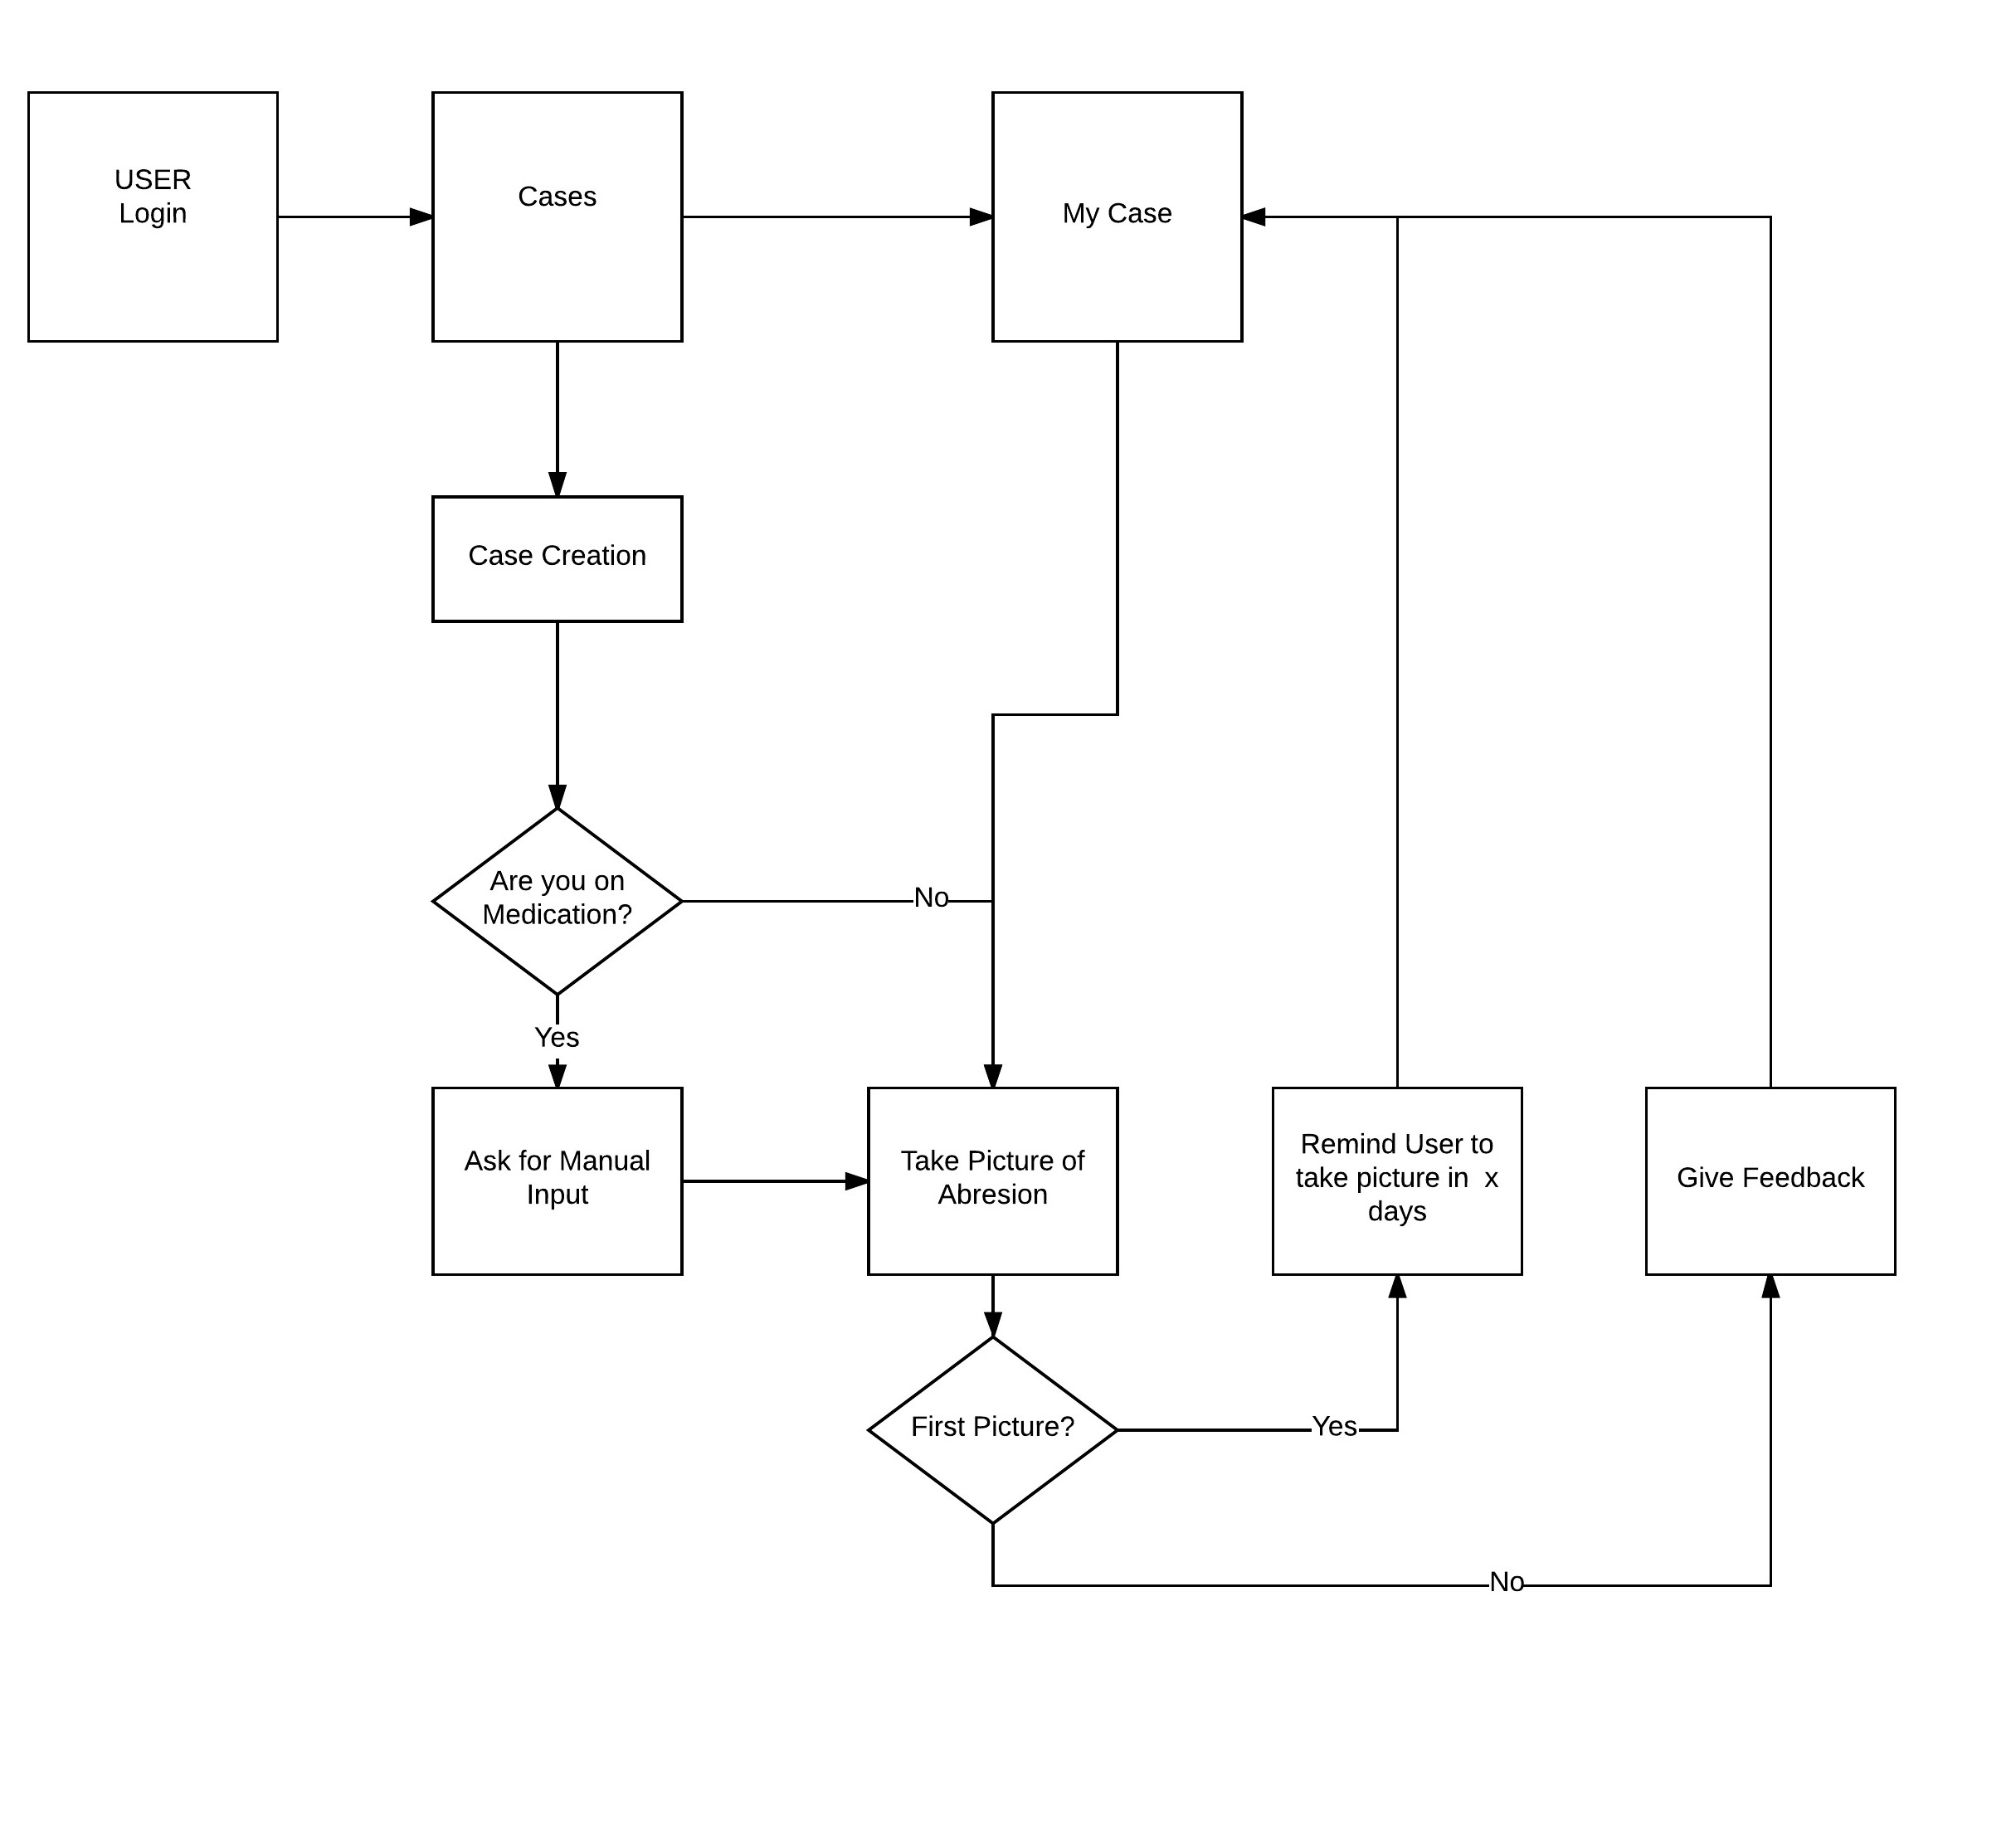 USER
Login
Cases
My Case
Case Creation
Are you on
Medication?
No
Yes
Ask for Manual
Input
Take Picture of
Abresion
Remind User to
take picture in  x
days
Give Feedback
First Picture?
Yes
No